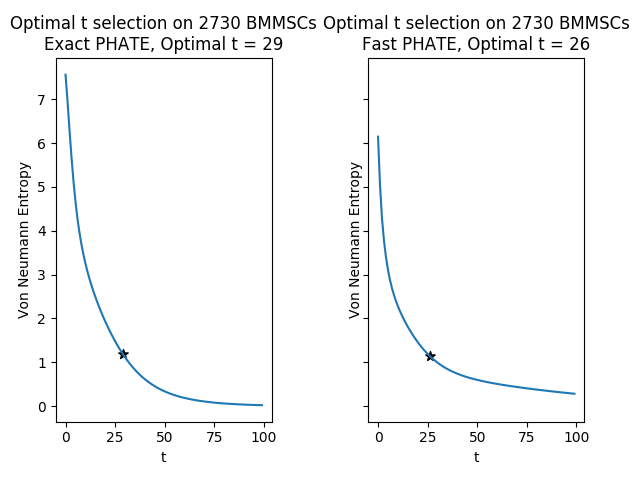 Optimal t selection on 2730 BMMSCs
Exact PHATE, Optimal t = 29
Von Neumann Entropy
7
6
5
4
3
2
1
0
0 25 50 75 100
t
Optimal t selection on 2730 BMMSCs
Fast PHATE, Optimal t = 26
Von Neumann Entropy
0 25 50 75 100
t